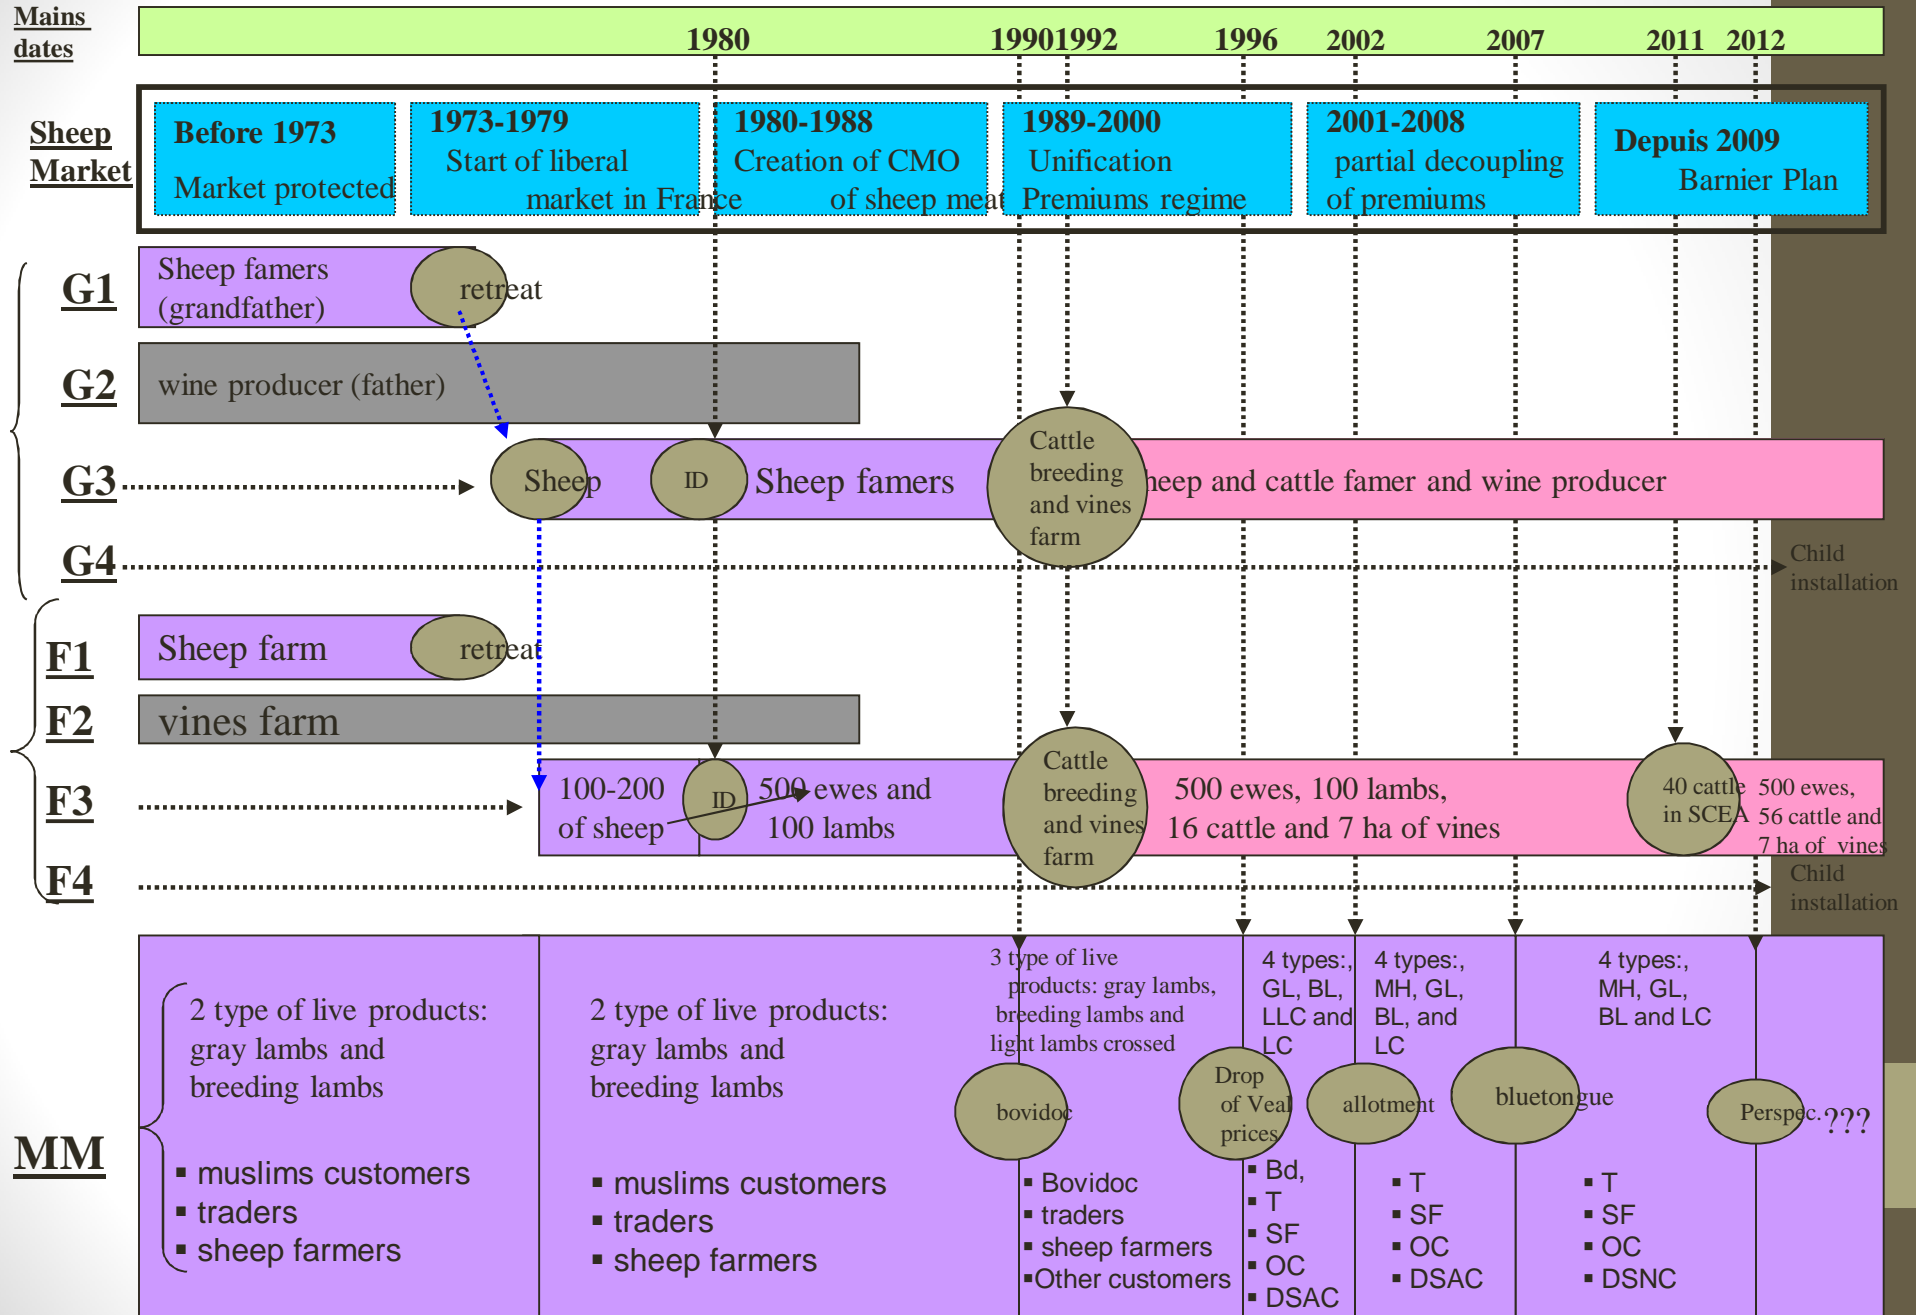 Mains
dates
1980
1990 1992
1996
2002
2007
2011
2012
Sheep
Market
Before 1973
Market protected
1973-1979
Start of liberal
market in France
1980-1988
Creation of CMO
of sheep meat
1989-2000
Unification
Premiums regime
2001-2008
partial decoupling
of premiums
Depuis 2009
Barnier Plan
G1
Sheep famers
(grandfather)
retreat
G2
wine producer (father)
G3
Sheep
ID
Sheep famers
Cattle
breeding
and vines
farm
heep and cattle famer and wine producer
G4
Child
installation
F1
Sheep farm
retreat
F2
vines farm
F3
100-200
of sheep
ID
500 ewes and
100 lambs
Cattle
breeding
and vines
farm
500 ewes, 100 lambs,
16 cattle and 7 ha of vines
40 cattle
in SCEA
500 ewes,
56 cattle and
7 ha of vines
F4
Child
installation
MM
2 type of live products:
gray lambs and
breeding lambs
▪ muslims customers
▪ traders
▪ sheep farmers
2 type of live products:
gray lambs and
breeding lambs
▪ muslims customers
▪ traders
▪ sheep farmers
3 type of live
products: gray lambs,
breeding lambs and
light lambs crossed
bovidoc
▪ Bovidoc
▪ traders
▪ sheep farmers
▪Other customers
4 types:,
GL, BL,
LLC and
LC
Drop
of Veal
prices
▪ Bd,
▪ T
▪ SF
▪ OC
▪ DSAC
4 types:,
MH, GL,
BL, and
LC
allotment
▪ T
▪ SF
▪ OC
▪ DSAC
bluetongue
4 types:,
MH, GL,
BL and LC
▪ T
▪ SF
▪ OC
▪ DSNC
Perspec.
???